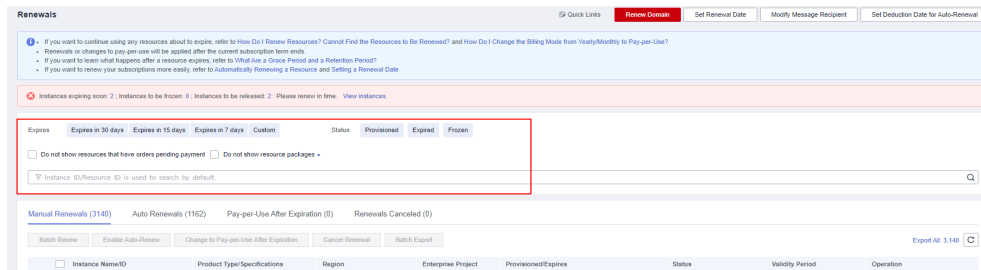 Renewals Quick Links Renew Domain Set Renewal Date Modify Message Recipient Set Deduction Date for Auto-Renewal
If you want to continue using any resources about to expire, refer to How Do I Renew Resources? Cannot Find the Resources to Be Renewed? and How Do I Change the Billing Mode from Yearly/Monthly to Pay-per-Use?
Renewals or changes to pay-per-use will be applied after the current subscription term ends.
If you want to learn what happens after a resource expires, refer to What Are a Grace Period and a Retention Period?
If you want to renew your subscriptions more easily, refer to Automatically Renewing a Resource and Setting a Renewal Date
Instances expiring soon: 2 ; Instances to be frozen: 0 ; Instances to be released: 2 . Please renew in time. View instances.
Expires Expires in 30 days Expires in 15 days Expires in 7 days Custom Status Provisioned Expired Frozen
Do not show resources that have orders pending payment Do not show resource packages
Instance ID/Resource ID is used to search by default.
Manual Renewals (3140) Auto Renewals (1162) Pay-per-Use After Expiration (0) Renewals Canceled (0)
Batch Renew Enable Auto-Renew Change to Pay-per-Use After Expiration Cancel Renewal Batch Export Export All: 3,140
Instance Name/ID Product Type/Specifications Region Enterprise Project Provisioned/Expires Status Validity Period Operation